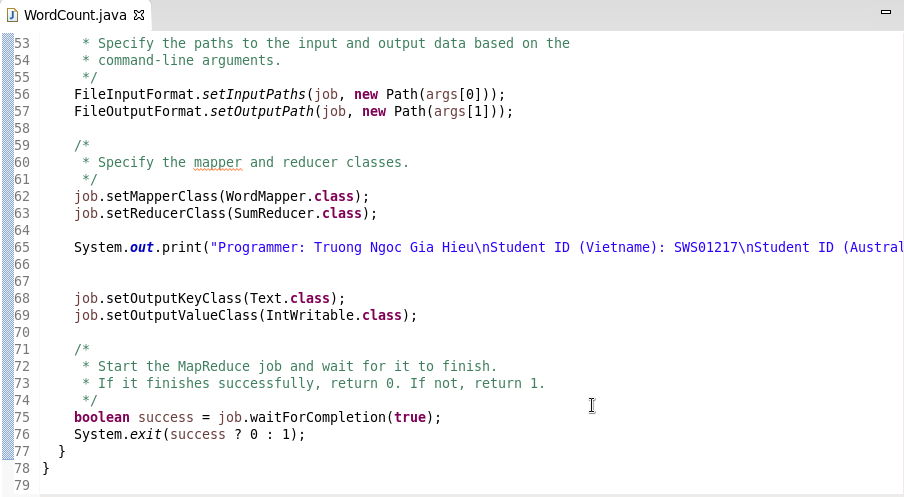 WordCount.java
53      * Specify the paths to the input and output data based on the
54      * command-line arguments.
55      */
56     FileInputFormat.setInputPaths(job, new Path(args[0]));
57     FileOutputFormat.setOutputPath(job, new Path(args[1]));
58
59     /*
60      * Specify the mapper and reducer classes.
61      */
62     job.setMapperClass(WordMapper.class);
63     job.setReducerClass(SumReducer.class);
64
65     System.out.print("Programmer: Truong Ngoc Gia Hieu\nStudent ID (Vietname): SWS01217\nStudent ID (Austral
66
67
68     job.setOutputKeyClass(Text.class);
69     job.setOutputValueClass(IntWritable.class);
70
71     /*
72      * Start the MapReduce job and wait for it to finish.
73      * If it finishes successfully, return 0. If not, return 1.
74      */
75     boolean success = job.waitForCompletion(true);
76     System.exit(success ? 0 : 1);
77   }
78 }
79